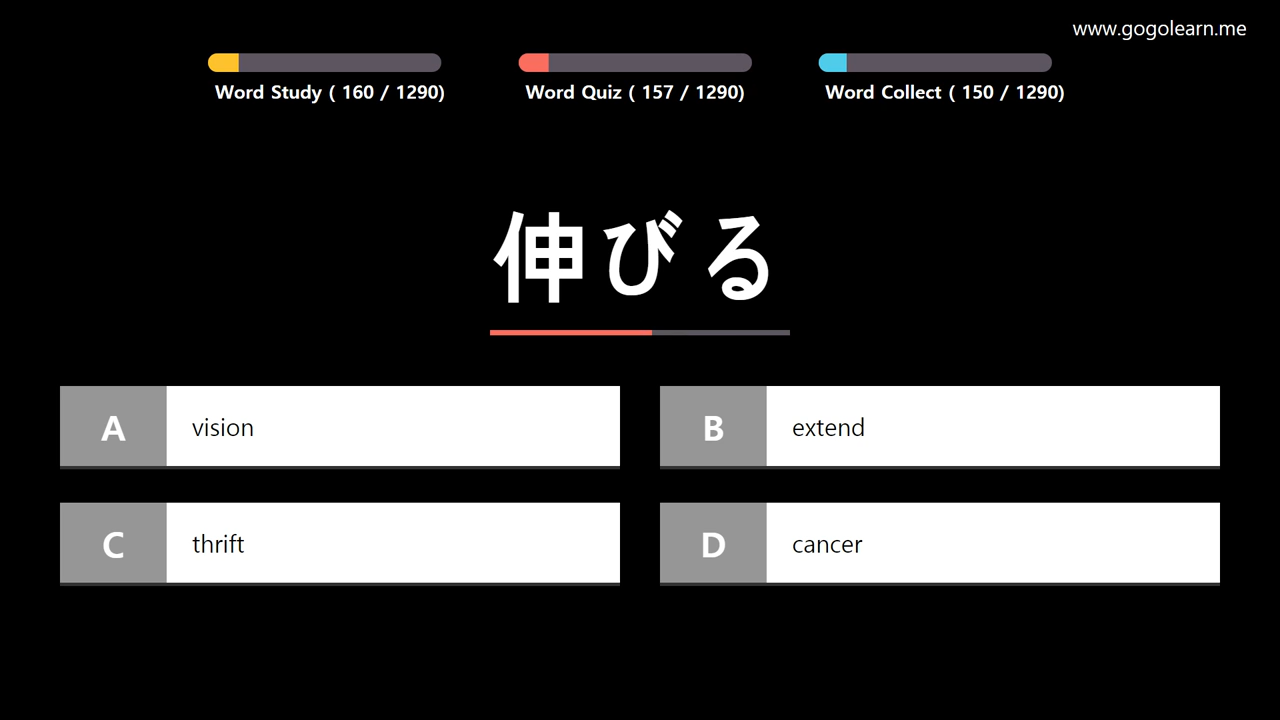 www.gogolearn.me
Word Study ( 160 / 1290)
Word Quiz ( 157 / 1290)
Word Collect ( 150 / 1290)
伸びる
A vision
B extend
C thrift
D cancer